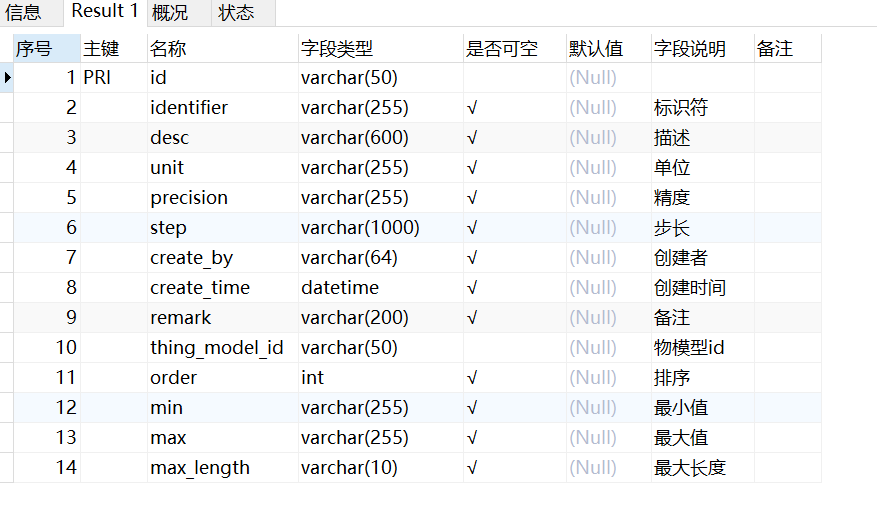 信息 Result 1 概况 状态
序号 主键 名称 字段类型 是否可空 默认值 字段说明 备注
1 PRI id varchar(50) (Null)
2 identifier varchar(255) √ (Null) 标识符
3 desc varchar(600) √ (Null) 描述
4 unit varchar(255) √ (Null) 单位
5 precision varchar(255) √ (Null) 精度
6 step varchar(1000) √ (Null) 步长
7 create_by varchar(64) √ (Null) 创建者
8 create_time datetime √ (Null) 创建时间
9 remark varchar(200) √ (Null) 备注
10 thing_model_id varchar(50) (Null) 物模型id
11 order int √ (Null) 排序
12 min varchar(255) √ (Null) 最小值
13 max varchar(255) √ (Null) 最大值
14 max_length varchar(10) √ (Null) 最大长度